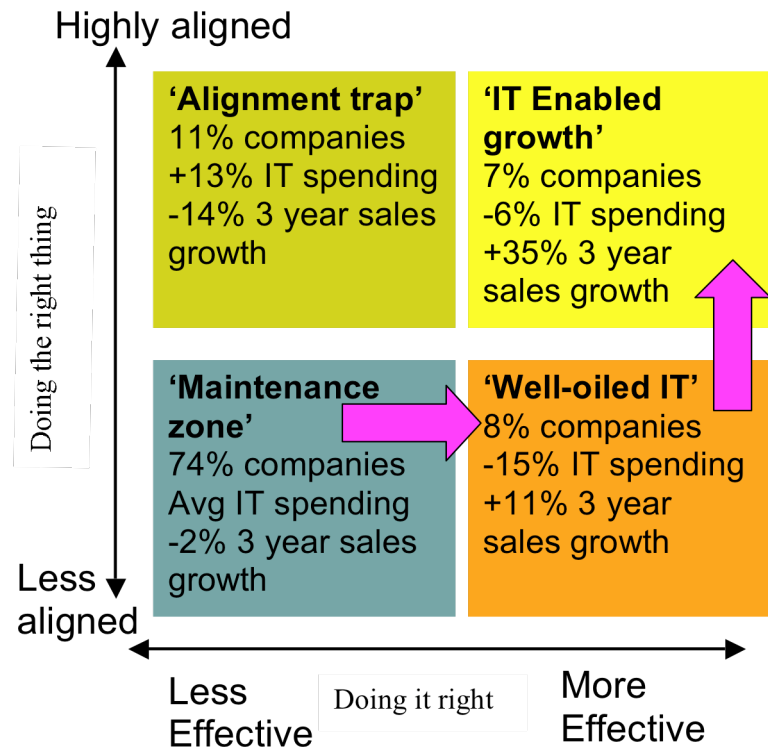 Highly aligned
‘Alignment trap’
11% companies
+13% IT spending
-14% 3 year sales
growth
‘IT Enabled
growth’
7% companies
-6% IT spending
+35% 3 year
sales growth
Doing the right thing
‘Maintenance
zone’
74% companies
Avg IT spending
-2% 3 year sales
growth
‘Well-oiled IT’
8% companies
-15% IT spending
+11% 3 year
sales growth
Less
aligned
Less
Effective
Doing it right
More
Effective